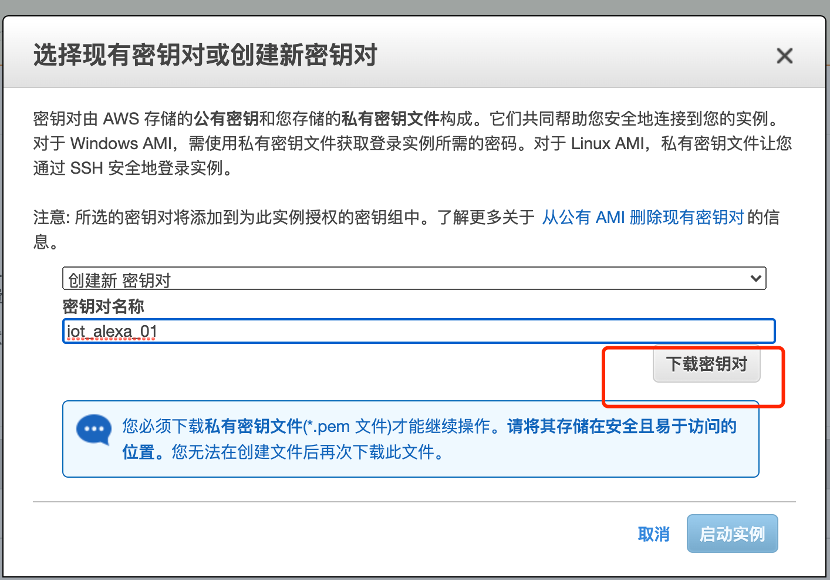 选择现有密钥对或创建新密钥对
密钥对由 AWS 存储的公有密钥和您存储的私有密钥文件构成。它们共同帮助您安全地连接到您的实例。
对于 Windows AMI，需使用私有密钥文件获取登录实例所需的密码。对于 Linux AMI，私有密钥文件让您
通过 SSH 安全地登录实例。
注意: 所选的密钥对将添加到为此实例授权的密钥组中。了解更多关于 从公有 AMI 删除现有密钥对 的信
息。
创建新 密钥对
密钥对名称
iot_alexa_01
下载密钥对
您必须下载私有密钥文件(*.pem 文件)才能继续操作。请将其存储在安全且易于访问的
位置。您无法在创建文件后再次下载此文件。
取消 启动实例